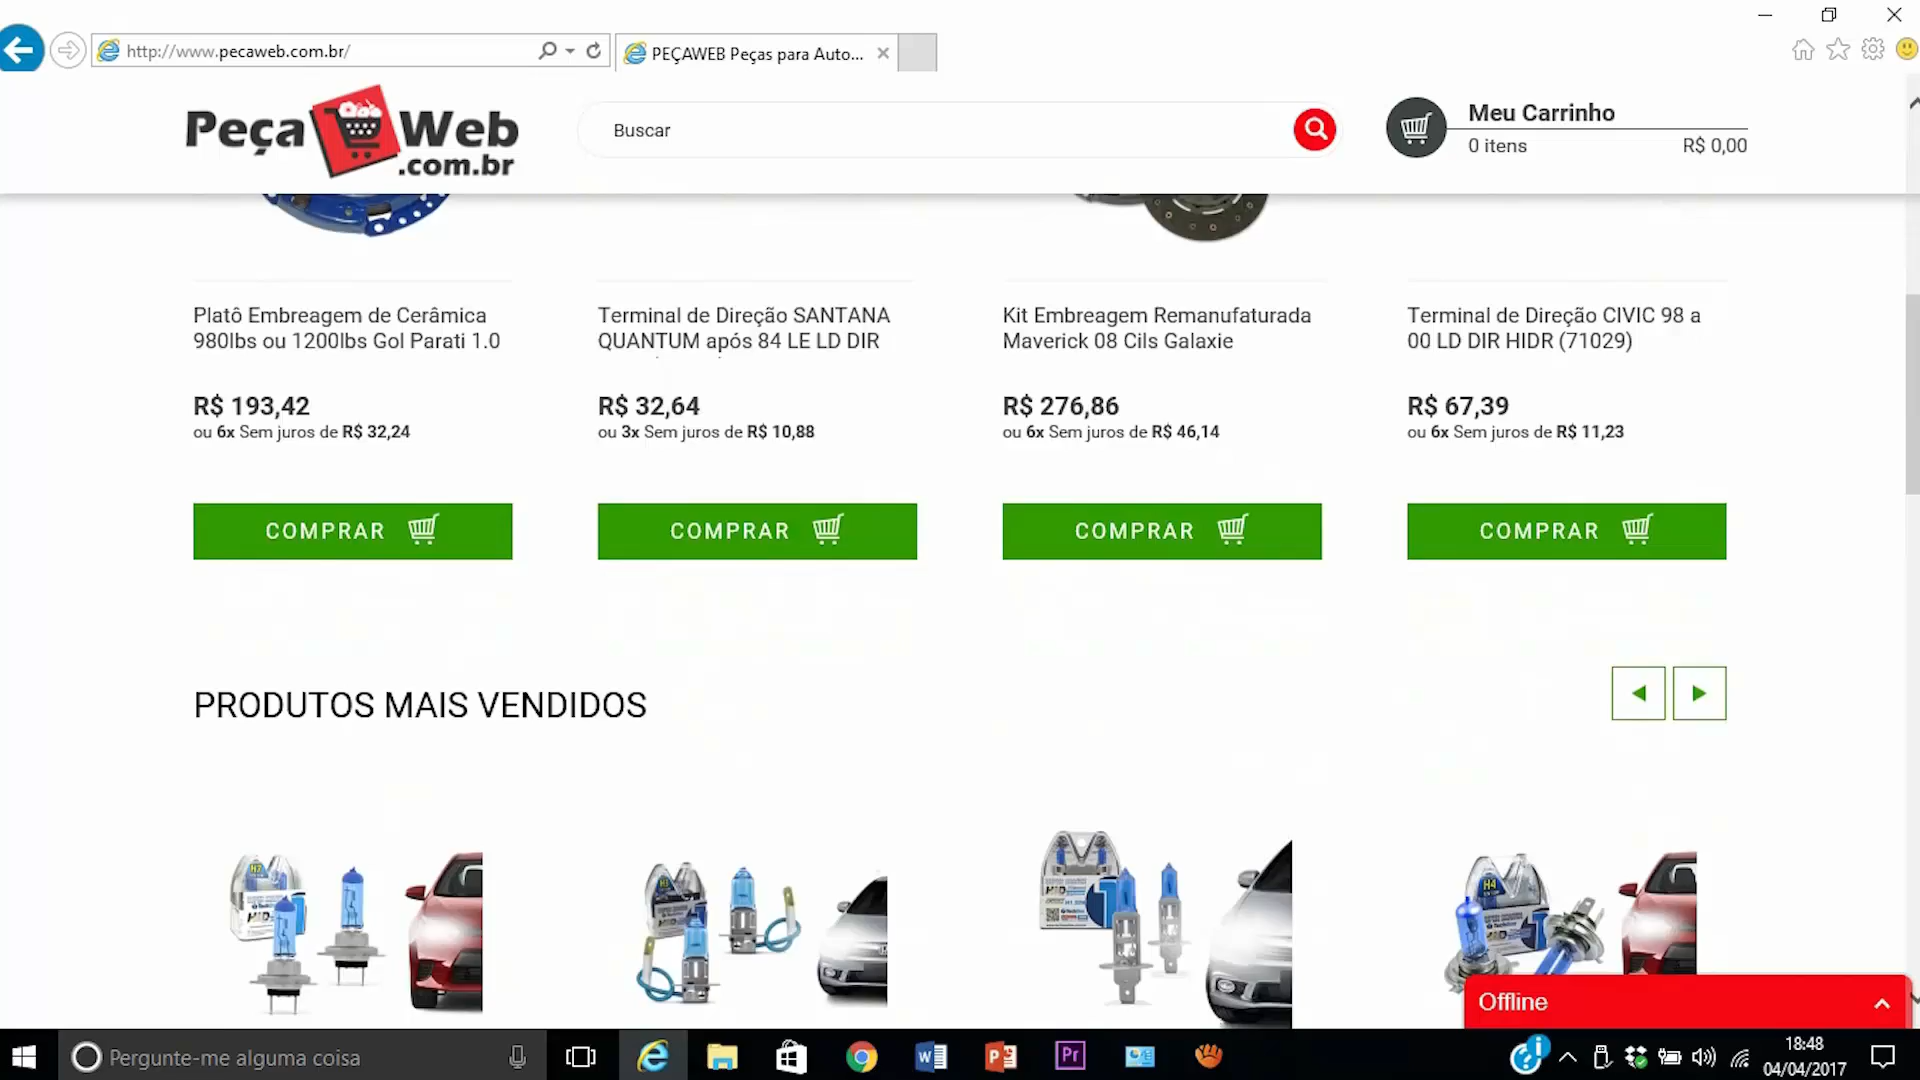 http://www.pecaweb.com.br/
PEÇAWEB Peças para Auto...
Peça Web
.com.br
Buscar
Meu Carrinho
0 itens R$ 0,00
Platô Embreagem de Cerâmica
980lbs ou 1200lbs Gol Parati 1.0
R$ 193,42
ou 6x Sem juros de R$ 32,24
COMPRAR
Terminal de Direção SANTANA
QUANTUM após 84 LE LD DIR
R$ 32,64
ou 3x Sem juros de R$ 10,88
COMPRAR
Kit Embreagem Remanufaturada
Maverick 08 Cils Galaxie
R$ 276,86
ou 6x Sem juros de R$ 46,14
COMPRAR
Terminal de Direção CIVIC 98 a
00 LD DIR HIDR (71029)
R$ 67,39
ou 6x Sem juros de R$ 11,23
COMPRAR
PRODUTOS MAIS VENDIDOS
H7
H3
H4
Offline
Pergunte-me alguma coisa
Pr
18:48
04/04/2017